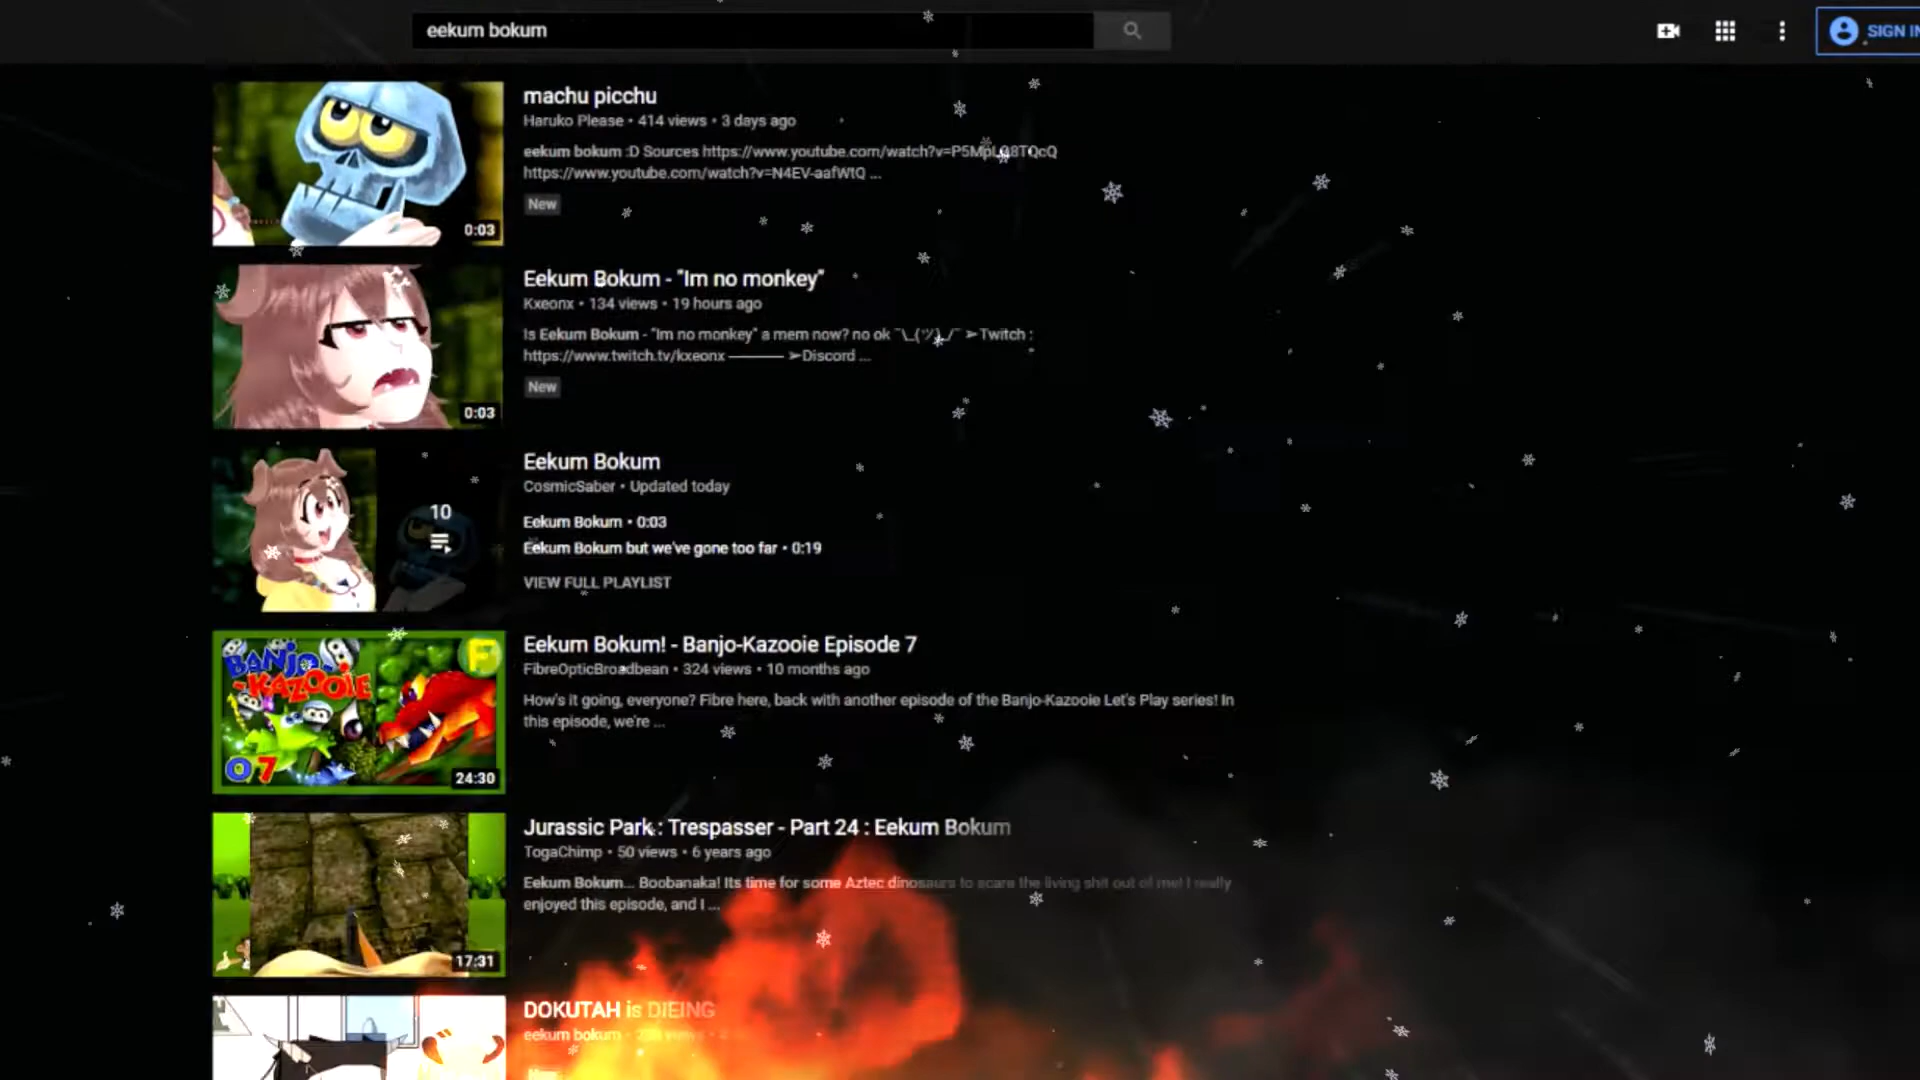 eekum bokum
SIGN IN
machu picchu
Haruko Please • 414 views • 3 days ago
eekum bokum :D Sources https://www.youtube.com/watch?v=P5MpLQ8TQcQ
https://www.youtube.com/watch?v=N4EV-aafWtQ ...
New
0:03
Eekum Bokum - "Im no monkey"
Kxeonx • 134 views • 19 hours ago
Is Eekum Bokum - "Im no monkey" a mem now? no ok ¯\_(ツ)_/¯ ➢Twitch :
https://www.twitch.tv/kxeonx ———— ➢Discord ...
New
0:03
Eekum Bokum
CosmicSaber • Updated today
10
Eekum Bokum • 0:03
Eekum Bokum but we've gone too far • 0:19
VIEW FULL PLAYLIST
Eekum Bokum! - Banjo-Kazooie Episode 7
FibreOpticBroadbean • 324 views • 10 months ago
How's it going, everyone? Fibre here, back with another episode of the Banjo-Kazooie Let's Play series! In
this episode, we're ...
BANJO
-KAZOOIE
F
07
24:30
Jurassic Park : Trespasser - Part 24 : Eekum Bokum
TogaChimp • 50 views • 6 years ago
Eekum Bokum... Boobanaka! Its time for some Aztec dinosaurs to scare the living shit out of me! I really
enjoyed this episode, and I ...
17:31
DOKUTAH is DIEING
eekum bokum • views •